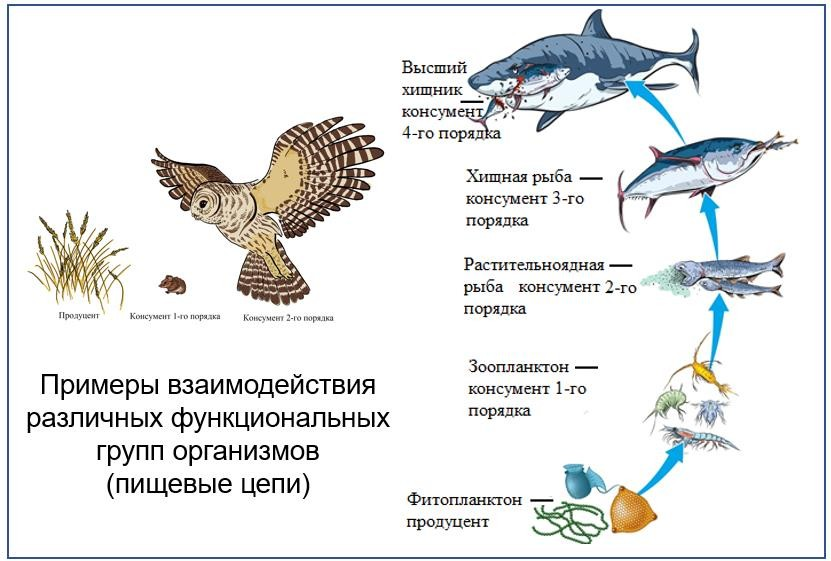 Продуцент
Консумент 1-го порядка
Консумент 2-го порядка
Примеры взаимодействия
различных функциональных
групп организмов
(пищевые цепи)
Высший
хищник
консумент
4-го порядка
Хищная рыба
консумент 3-го
порядка
Растительноядная
рыба консумент 2-го
порядка
Зоопланктон
консумент 1-го
порядка
Фитопланктон
продуцент